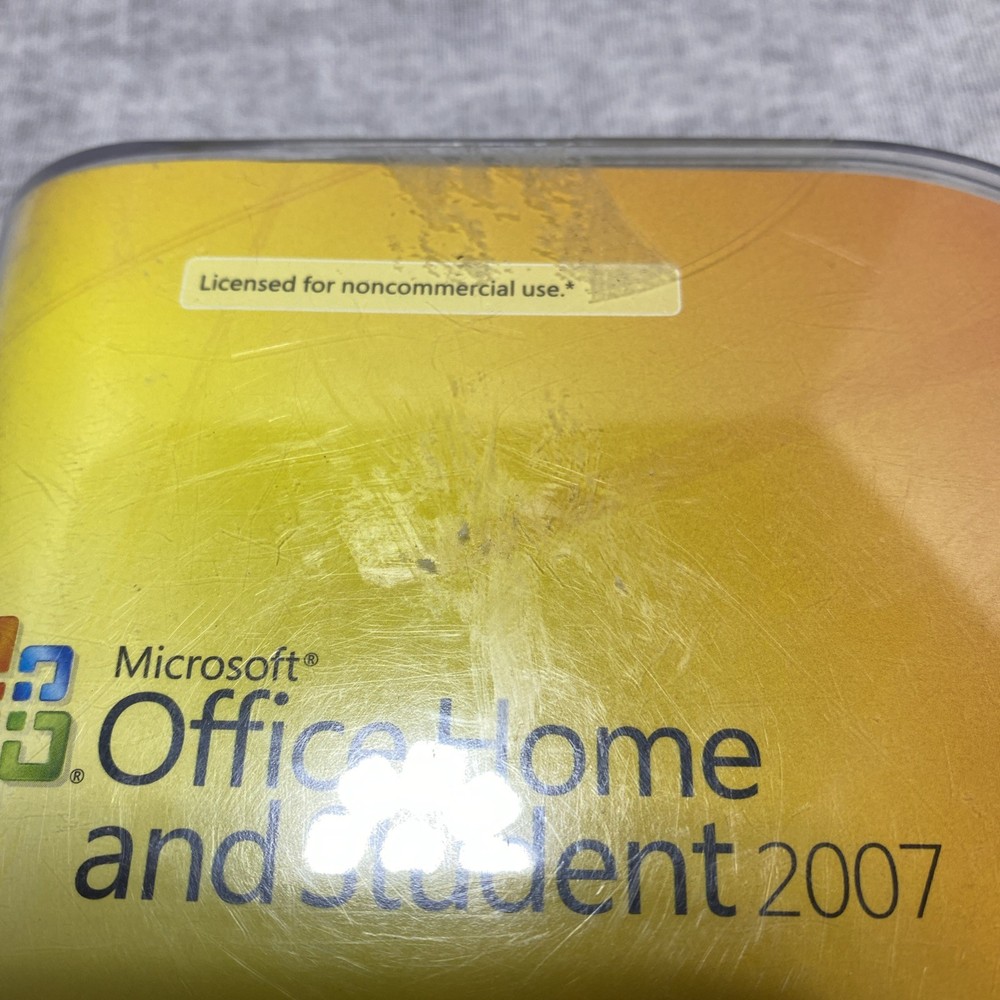 Licensed for noncommercial use.*
Microsoft®
Office Home
and Student 2007
®